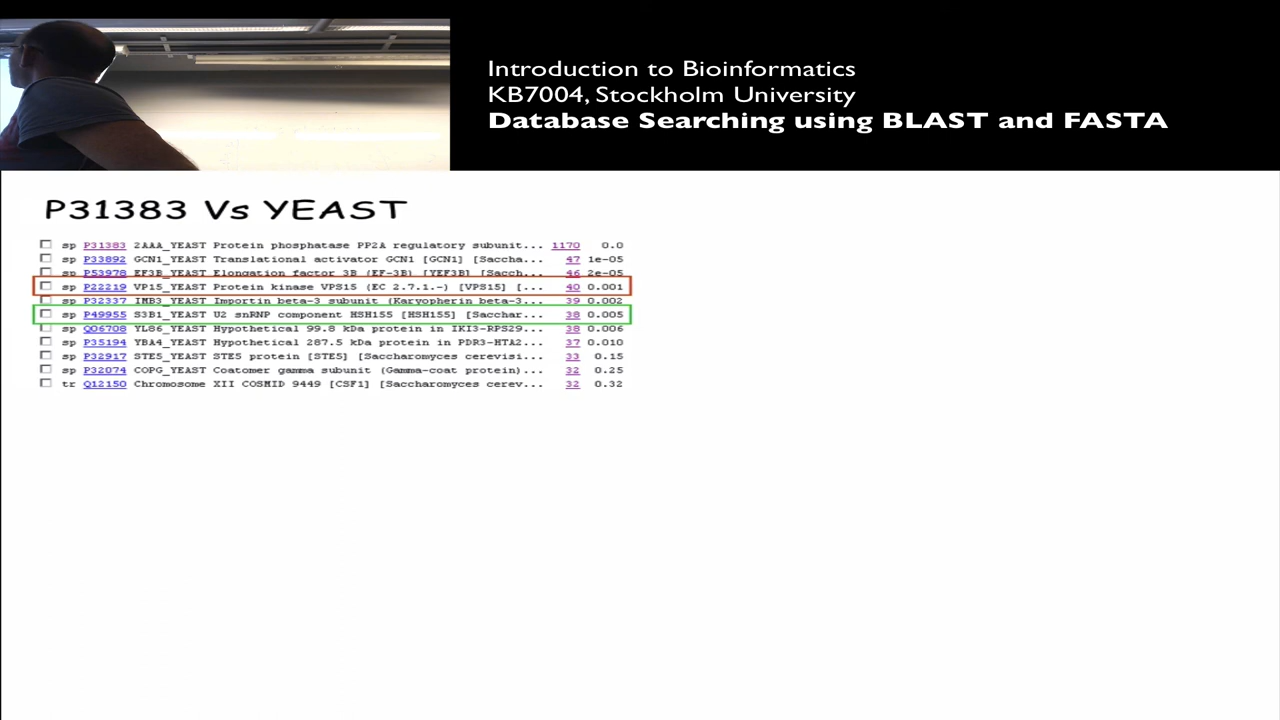 Introduction to Bioinformatics
KB7004, Stockholm University
Database Searching using BLAST and FASTA
P31383 Vs YEAST
sp P31383 2AAA_YEAST Protein phosphatase PP2A regulatory subunit... 1170 0.0
sp P33892 GCN1_YEAST Translational activator GCN1 [GCN1] [Saccha... 47 1e-05
sp P53978 EF3B_YEAST Elongation factor 3B (EF-3B) [YEF3B] [Sacch... 46 2e-05
sp P22219 VP15_YEAST Protein kinase VPS15 (EC 2.7.1.-) [VPS15] [... 40 0.001
sp P32337 IMB3_YEAST Importin beta-3 subunit (Karyopherin beta-3... 39 0.002
sp P49955 S3B1_YEAST U2 snRNP component HSH155 [HSH155] [Sacchar... 38 0.005
sp Q06708 YL86_YEAST Hypothetical 99.8 kDa protein in IKI3-RPS29... 38 0.006
sp P35194 YBA4_YEAST Hypothetical 287.5 kDa protein in PDR3-HTA2... 37 0.010
sp P32917 STE5_YEAST STE5 protein [STE5] [Saccharomyces cerevisi... 33 0.15
sp P32074 COPG_YEAST Coatomer gamma subunit (Gamma-coat protein)... 32 0.25
tr Q12150 Chromosome XII COSMID 9449 [CSF1] [Saccharomyces cerev... 32 0.32